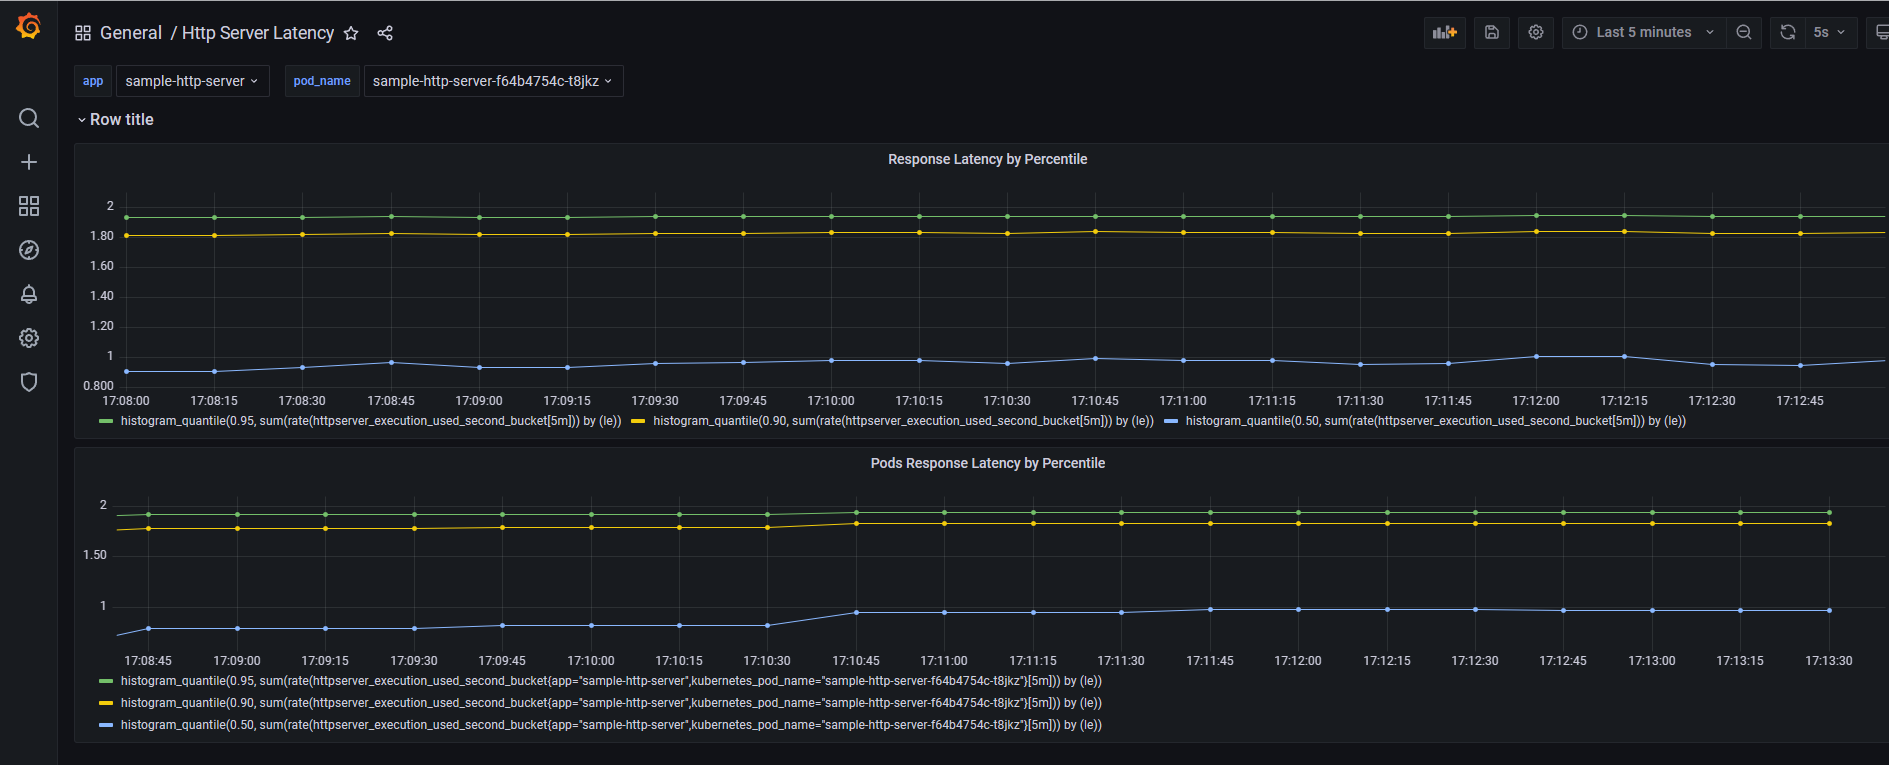 General / Http Server Latency
Last 5 minutes
5s
app sample-http-server pod_name sample-http-server-f64b4754c-t8jkz
Row title
Response Latency by Percentile
2
1.80
1.60
1.40
1.20
1
0.800
17:08:00 17:08:15 17:08:30 17:08:45 17:09:00 17:09:15 17:09:30 17:09:45 17:10:00 17:10:15 17:10:30 17:10:45 17:11:00 17:11:15 17:11:30 17:11:45 17:12:00 17:12:15 17:12:30 17:12:45
histogram_quantile(0.95, sum(rate(httpserver_execution_used_second_bucket[5m])) by (le)) histogram_quantile(0.90, sum(rate(httpserver_execution_used_second_bucket[5m])) by (le)) histogram_quantile(0.50, sum(rate(httpserver_execution_used_second_bucket[5m])) by (le))
Pods Response Latency by Percentile
2
1.50
1
17:08:45 17:09:00 17:09:15 17:09:30 17:09:45 17:10:00 17:10:15 17:10:30 17:10:45 17:11:00 17:11:15 17:11:30 17:11:45 17:12:00 17:12:15 17:12:30 17:12:45 17:13:00 17:13:15 17:13:30
histogram_quantile(0.95, sum(rate(httpserver_execution_used_second_bucket{app="sample-http-server",kubernetes_pod_name="sample-http-server-f64b4754c-t8jkz"}[5m])) by (le))
histogram_quantile(0.90, sum(rate(httpserver_execution_used_second_bucket{app="sample-http-server",kubernetes_pod_name="sample-http-server-f64b4754c-t8jkz"}[5m])) by (le))
histogram_quantile(0.50, sum(rate(httpserver_execution_used_second_bucket{app="sample-http-server",kubernetes_pod_name="sample-http-server-f64b4754c-t8jkz"}[5m])) by (le))